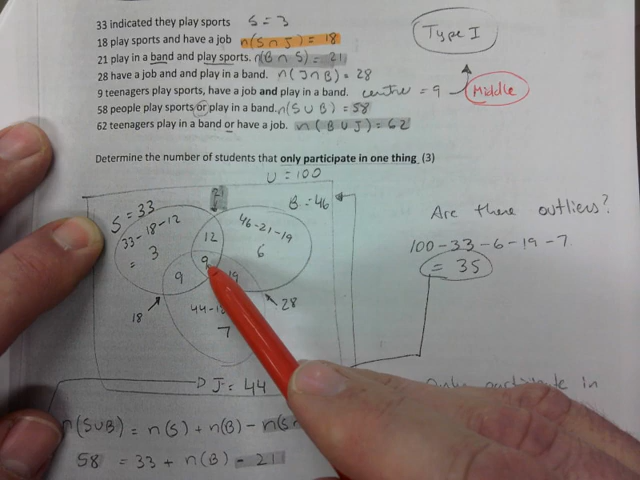 33 indicated they play sports S = 3
18 play sports and have a job n(S ∩ J) = 18
21 play in a band and play sports. n(B ∩ S) = 21
28 have a job and and play in a band. n(J∩B) = 28
9 teenagers play sports, have a job and play in a band. centre = 9
58 people play sports or play in a band. n(S∪B) = 58
62 teenagers play in a band or have a job. n(B∪J) = 62
Type I
Middle
Determine the number of students that only participate in one thing (3)
U = 100
S = 33
B = 46
33-18-12
= 3
12
46-21-19
6
9
9
19
18
28
7
J = 44
Are there outliers?
100-33-6-19-7
= 35
Only participate in
n(S∪B) = n(S) + n(B) - n(S
58 = 33 + n(B) - 21